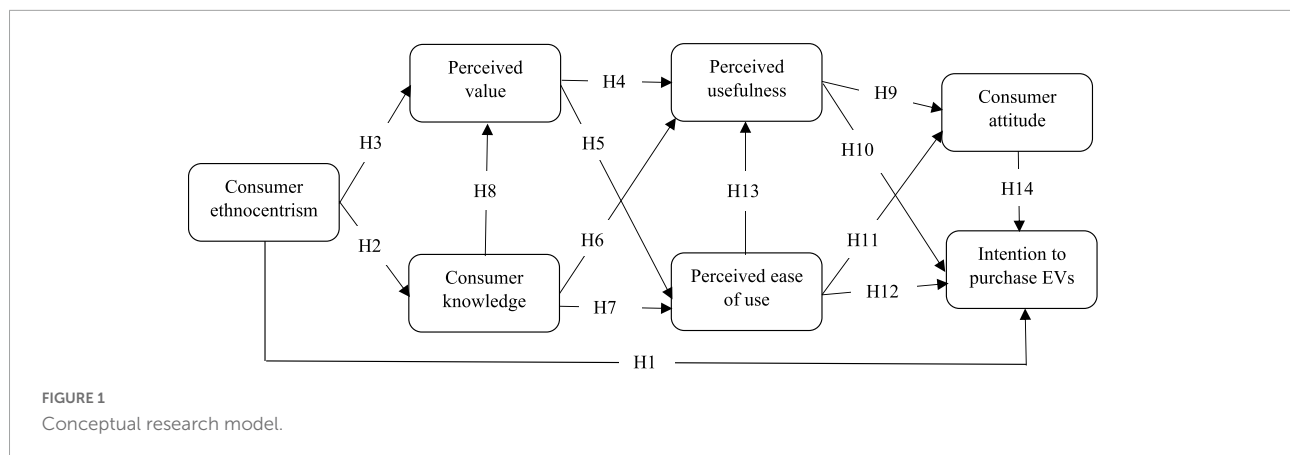 Perceived
value
H4
Perceived
usefulness
H9
Consumer
attitude
H3
H5
H10
Consumer
ethnocentrism
H8
H13
H14
H2
H6
H11
Consumer
knowledge
H7
Perceived ease
of use
H12
Intention to
purchase EVs
H1
FIGURE 1
Conceptual research model.